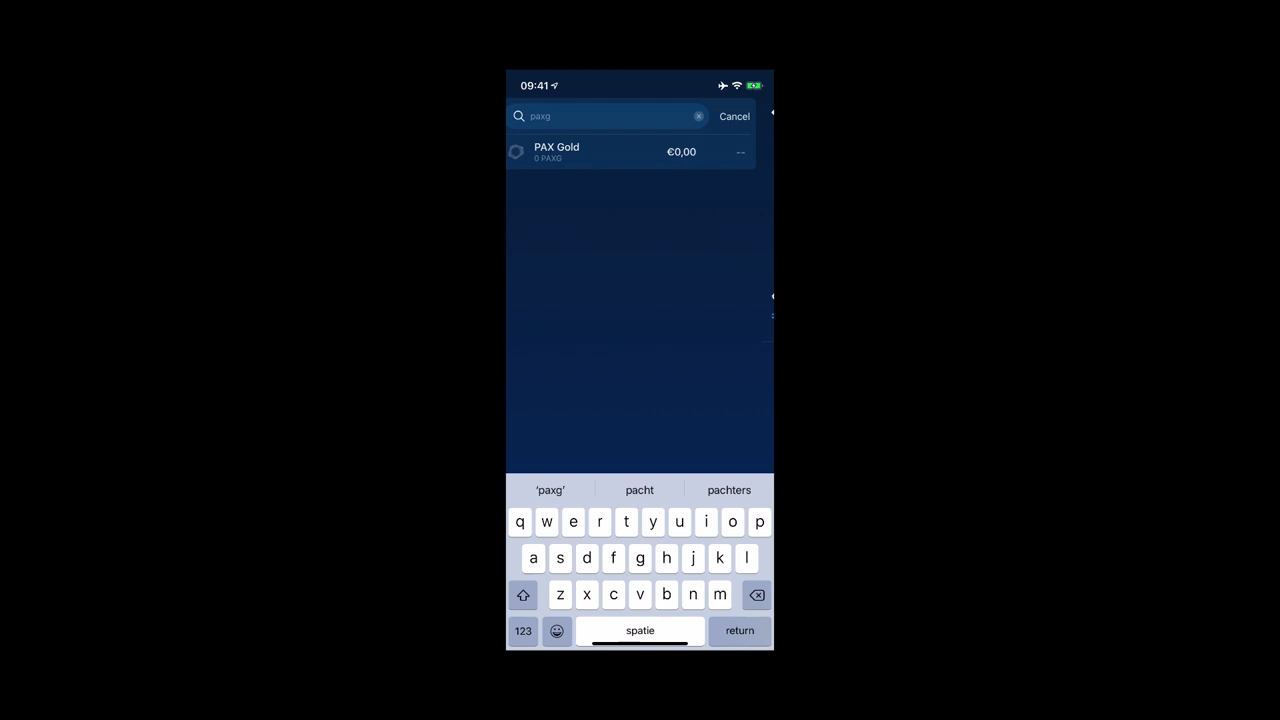 09:41
paxg Cancel
PAX Gold €0,00 --
0 PAXG
‘paxg’ pacht pachters
q w e r t y u i o p
a s d f g h j k l
z x c v b n m
123 spatie return